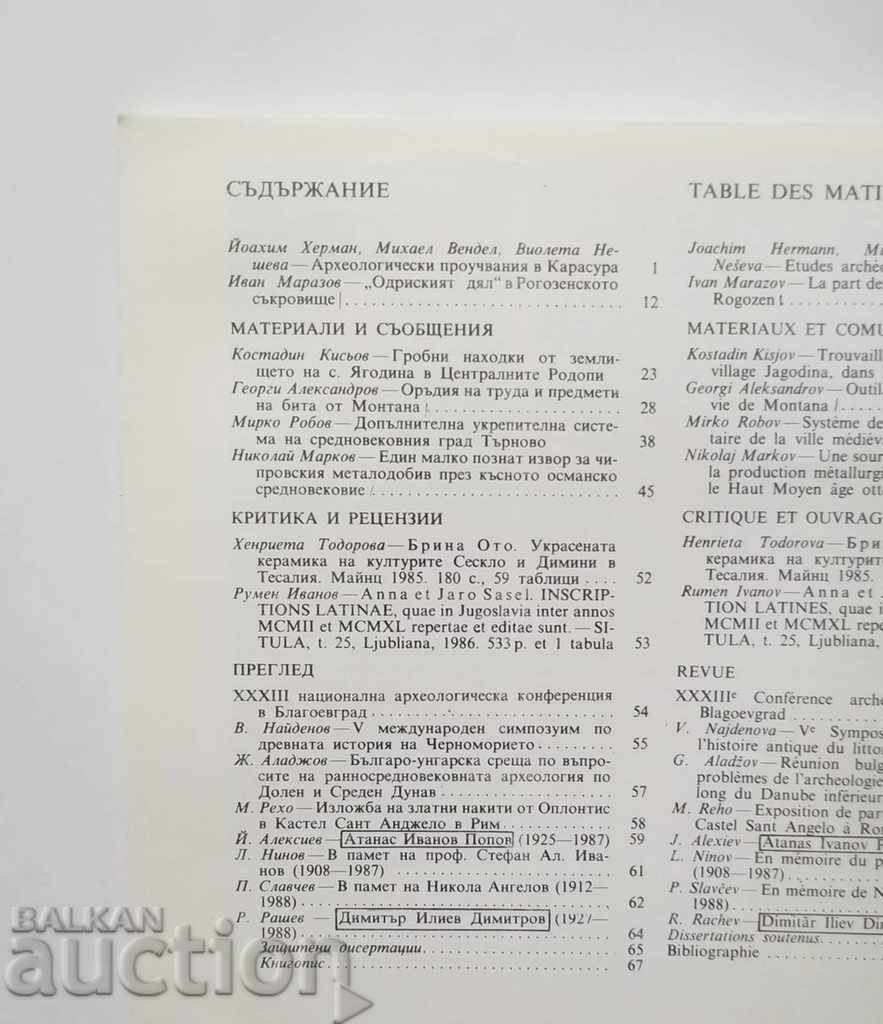 СЪДЪРЖАНИЕ
Йоахим Херман, Михаел Вендел, Виолета Не-
шева — Археологически проучвания в Карасура 1
Иван Маразов — „Одриският дял" в Рогозенското
съкровище . . . . 12
МАТЕРИАЛИ И СЪОБЩЕНИЯ
Костадин Кисьов — Гробни находки от земли-
щето на с. Ягодина в Централните Родопи 23
Георги Александров — Оръдия на труда и предмети
на бита от Монтана . . . . 28
Мирко Робов — Допълнителна укрепителна систе-
ма на средновековния град Търново 38
Николай Марков — Един малко познат извор за чи-
провския металодобив през късното османско
средновековие . . . . 45
КРИТИКА И РЕЦЕНЗИИ
Хенриета Тодорова — Брина Ото. Украсената
керамика на културите Сескло и Димини в
Тесалия. Майнц 1985. 180 с., 59 таблици . . . . 52
Румен Иванов — Anna et Jaro Sasel. INSCRIP-
TIONS LATINAE, quae in Jugoslavia inter annos
MCMII et MCMXL repertae et editae sunt. — SI-
TULA, t. 25, Ljubliana, 1986. 533 p. et 1 tabula 53
ПРЕГЛЕД
XXXIII национална археологическа конференция
в Благоевград . . . . 54
В. Найденов — V международен симпозуим по
древната история на Черноморието . . . . 55
Ж. Аладжов — Българо-унгарска среща по въпро-
сите на ранносредновековната археология по
Долен и Среден Дунав . . . . 57
М. Рехо — Изложба на златни накити от Оплонтис
в Кастел Сант Анджело в Рим . . . . 58
Й. Алексиев — Атанас Иванов Попов (1925—1987) 59
Л. Нинов — В памет на проф. Стефан Ал. Ива-
нов (1908—1987) . . . . 61
П. Славчев — В памет на Никола Ангелов (1912—
1988) . . . . 62
Р. Рашев — Димитър Илиев Димитров (1927—
1988) . . . . 64
Защитени дисертации . . . . 65
Книгопис . . . . 67
TABLE DES MATI
Joachim Hermann, Mi
Neševa — Etudes arché
Ivan Marazov — La part de
Rogozen . . . .
MATERIAUX ET COMU
Kostadin Kisjov — Trouvaill
village Jagodina, dans
Georgi Aleksandrov — Outil
vie de Montana . . . .
Mirko Robov — Système de
taire de la ville médiév
Nikolaj Markov — Une sour
la production métallurg
le Haut Moyen âge ott
CRITIQUE ET OUVRAG
Henrieta Todorova — Бри
керамика на културит
Тесалия. Майнц 1985.
Rumen Ivanov — Anna et J
TION LATINES, quae i
MCMII et MCMXL repe
TULA, t. 25, Ljubliana,
REVUE
XXXIIIe Conférence arché
Blagoevgrad . . . .
V. Najdenova — Ve Sympos
l'histoire antique du litto
G. Aladžov — Réunion bulg
problèmes de l'archeologie
long du Danube inférieur
M. Reho — Exposition de par
Castel Sant Angelo à Ro
J. Alexiev — Atanas Ivanov P
L. Ninov — En mémoire du p
(1908—1987) . . . .
P. Slavčev — En mémoire de N
1988) . . . .
R. Rachev — Dimităr Iliev Di
Dissertations soutenus . . . .
Bibliographie . . . .
BALKAN
auction